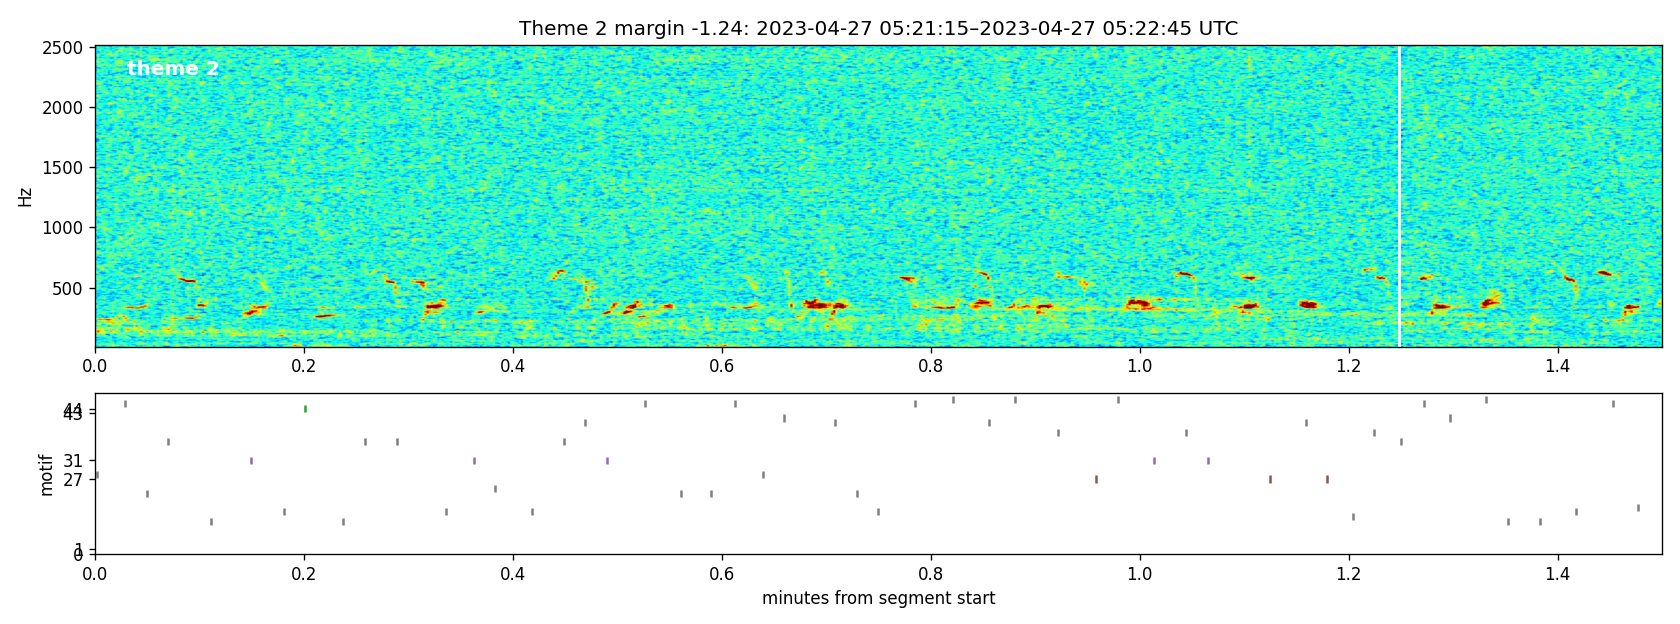 Theme 2 margin -1.24: 2023-04-27 05:21:15–2023-04-27 05:22:45 UTC
theme 2
Hz
2500
2000
1500
1000
500
0.0 0.2 0.4 0.6 0.8 1.0 1.2 1.4
motif
44
43
31
27
1
0
0.0 0.2 0.4 0.6 0.8 1.0 1.2 1.4
minutes from segment start